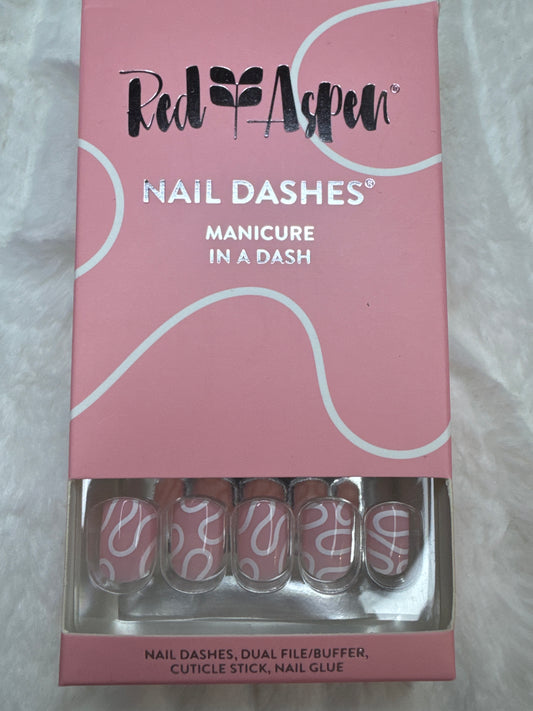 Red Aspen®
NAIL DASHES®
MANICURE
IN A DASH
NAIL DASHES, DUAL FILE/BUFFER,
CUTICLE STICK, NAIL GLUE